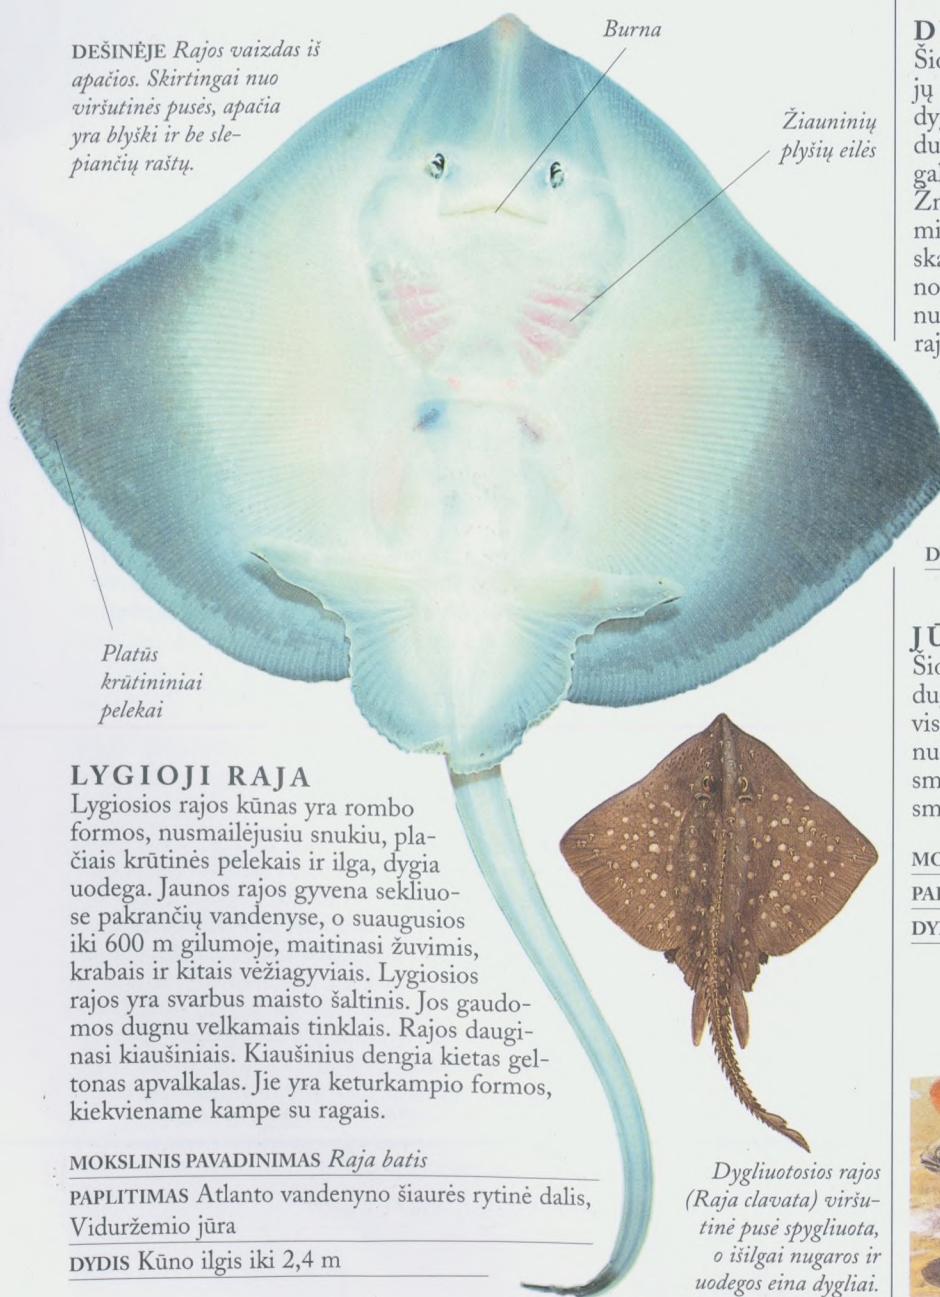 DEŠINĖJE Rajos vaizdas iš
apačios. Skirtingai nuo
viršutinės pusės, apačia
yra blyški ir be sle-
piančių raštų.
Burna
Žiauninių
plyšių eilės
Platūs
krūtininiai
pelekai
LYGIOJI RAJA
Lygiosios rajos kūnas yra rombo
formos, nusmailėjusiu snukiu, pla-
čiais krūtinės pelekais ir ilga, dygia
uodega. Jaunos rajos gyvena sekliuo-
se pakrančių vandenyse, o suaugusios
iki 600 m gilumoje, maitinasi žuvimis,
krabais ir kitais vėžiagyviais. Lygiosios
rajos yra svarbus maisto šaltinis. Jos gaudo-
mos dugnu velkamais tinklais. Rajos daugi-
nasi kiaušiniais. Kiaušinius dengia kietas gel-
tonas apvalkalas. Jie yra keturkampio formos,
kiekviename kampe su ragais.
MOKSLINIS PAVADINIMAS Raja batis
PAPLITIMAS Atlanto vandenyno šiaurės rytinė dalis,
Viduržemio jūra
DYDIS Kūno ilgis iki 2,4 m
Dygliuotosios rajos
(Raja clavata) viršu-
tinė pusė spygliuota,
o išilgai nugaros ir
uodegos eina dygliai.